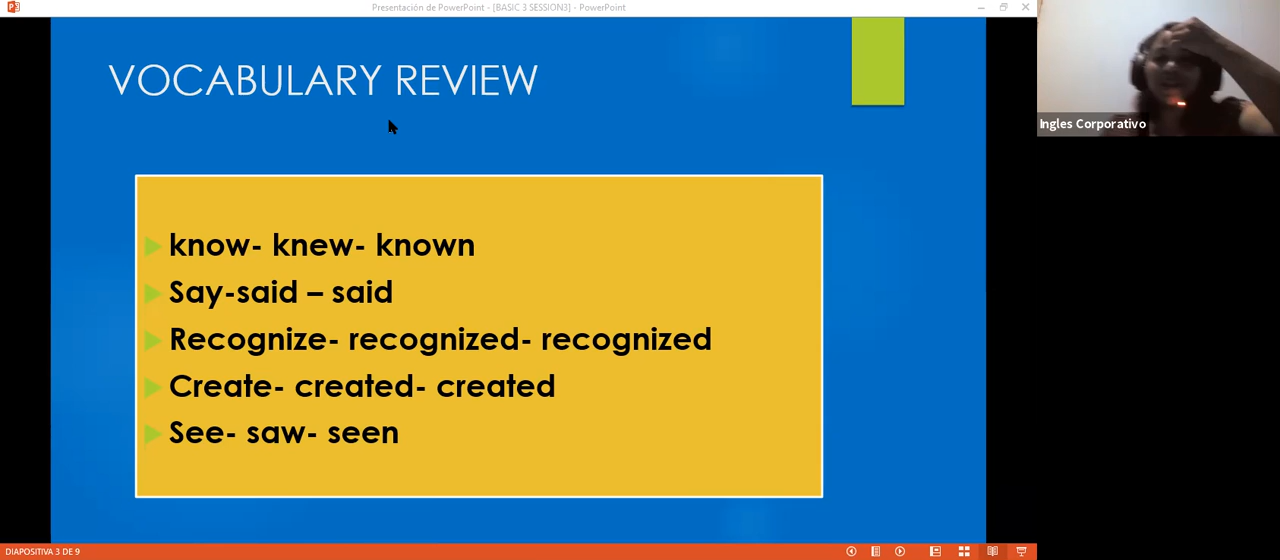 Presentación de PowerPoint - [BASIC 3 SESSION3] - PowerPoint
VOCABULARY REVIEW
know- knew- known
Say-said – said
Recognize- recognized- recognized
Create- created- created
See- saw- seen
Ingles Corporativo
DIAPOSITIVA 3 DE 9